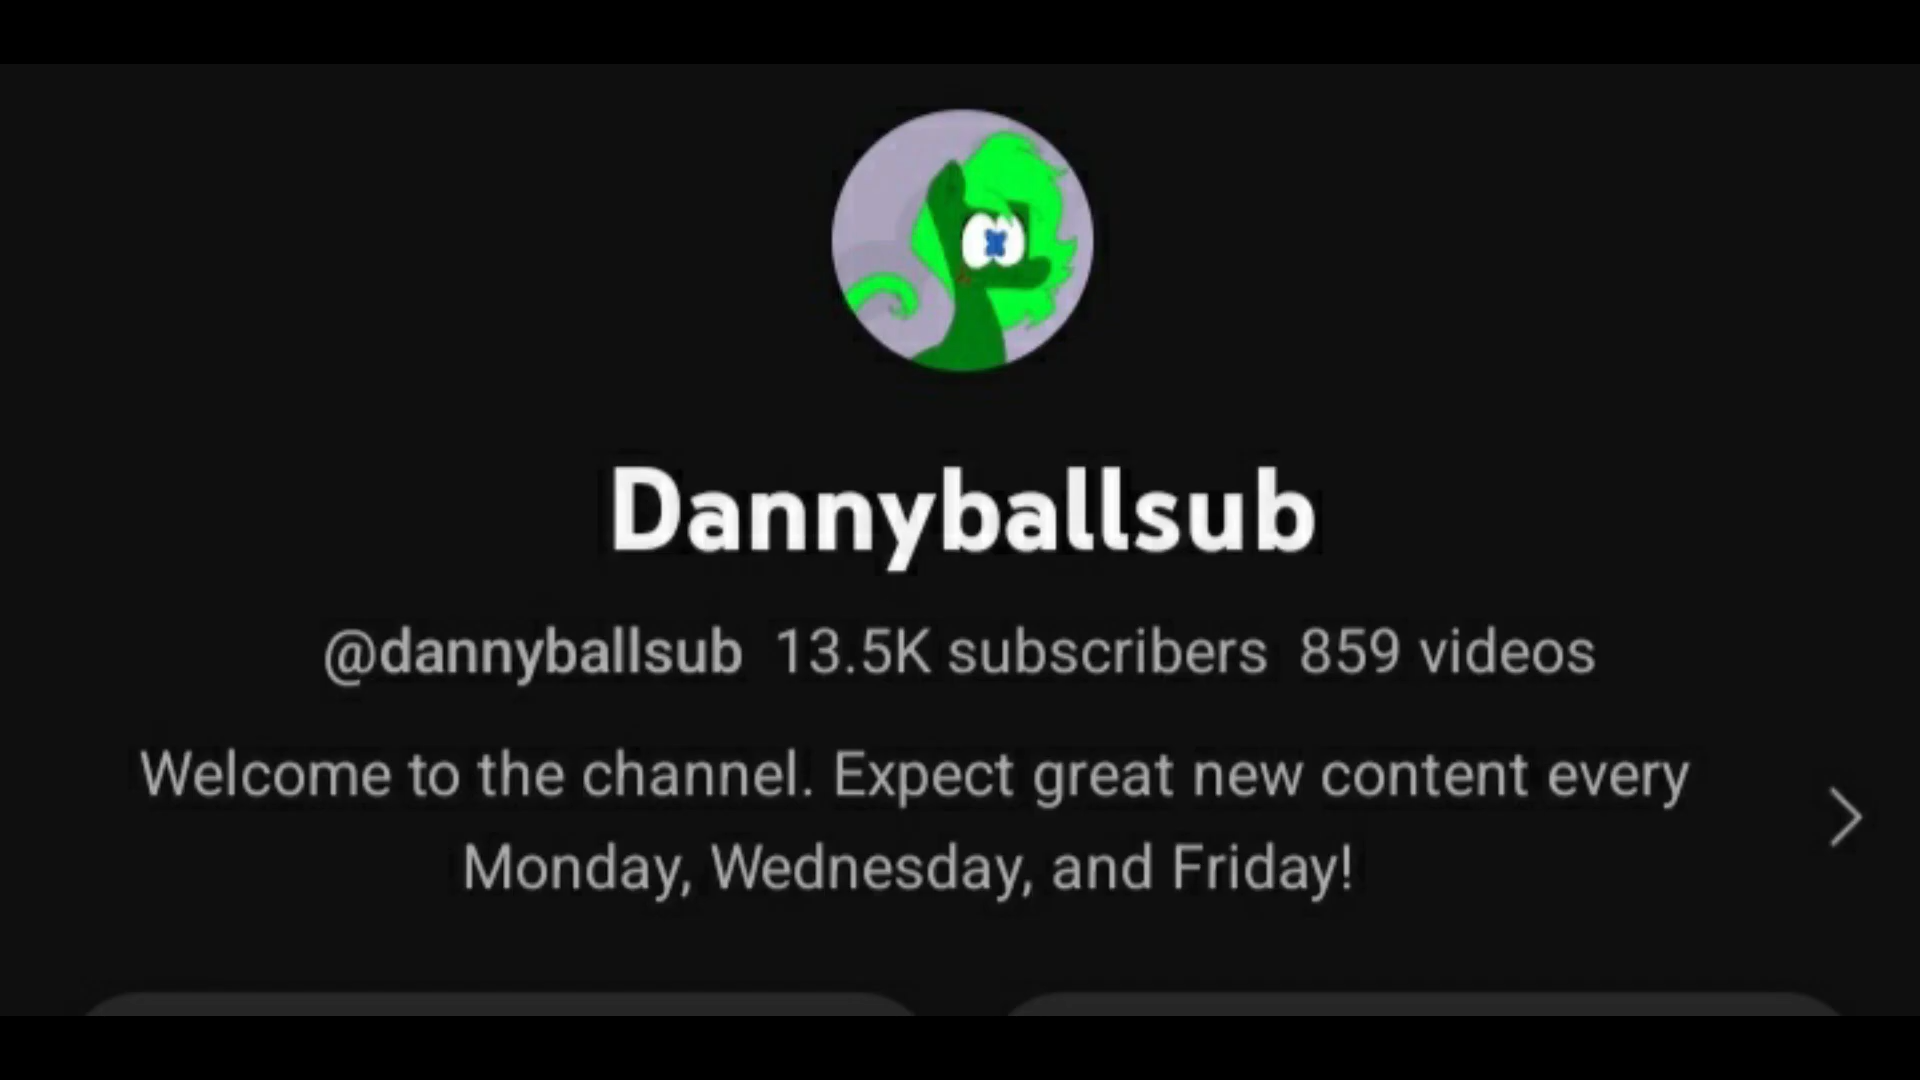 Dannyballsub
@dannyballsub 13.5K subscribers 859 videos
Welcome to the channel. Expect great new content every
Monday, Wednesday, and Friday!